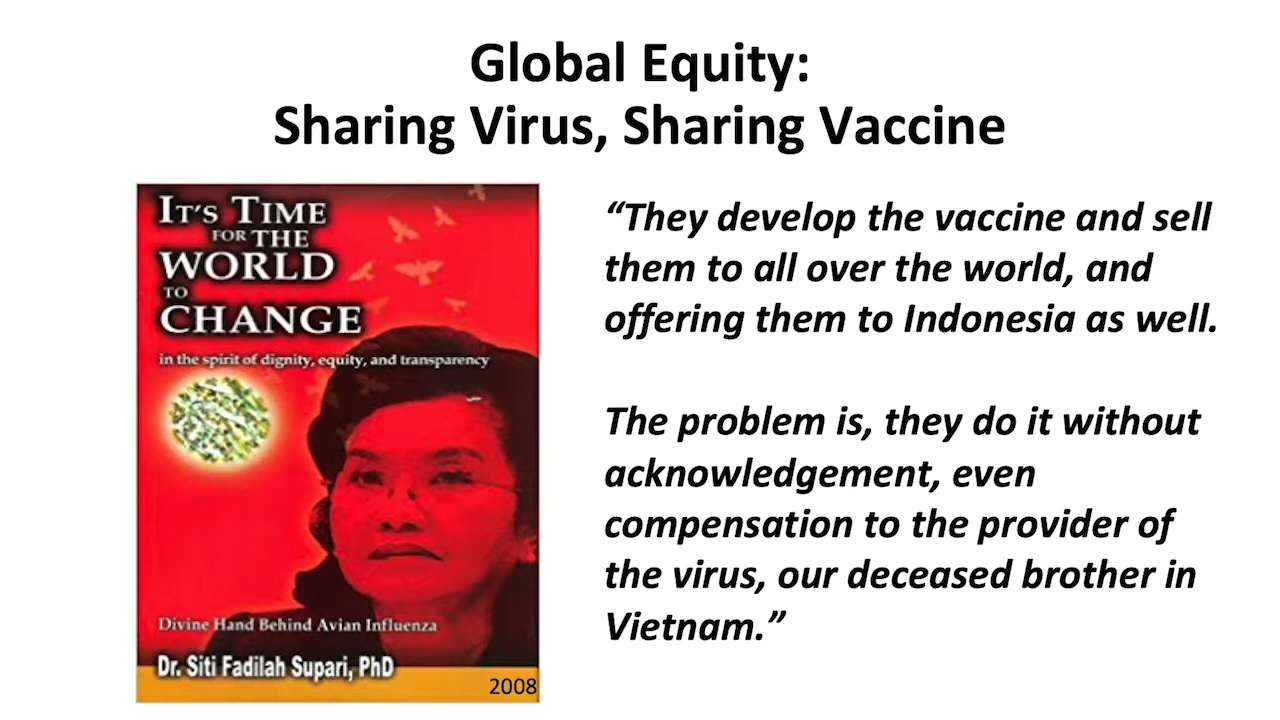 Global Equity:
Sharing Virus, Sharing Vaccine
IT'S TIME
FOR THE
WORLD
TO
CHANGE
in the spirit of dignity, equity, and transparency
Divine Hand Behind Avian Influenza
Dr. Siti Fadilah Supari, PhD
2008
“They develop the vaccine and sell
them to all over the world, and
offering them to Indonesia as well.
The problem is, they do it without
acknowledgement, even
compensation to the provider of
the virus, our deceased brother in
Vietnam.”